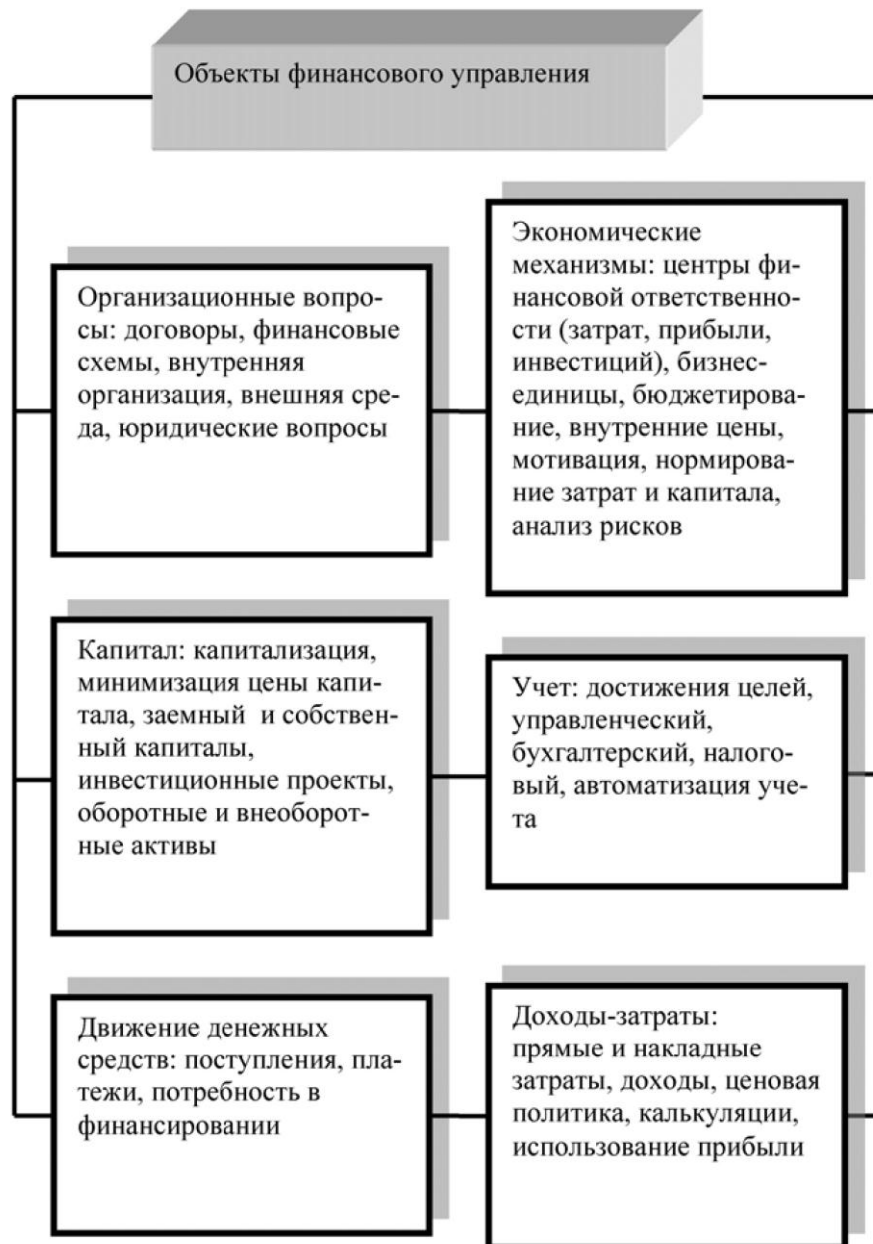 Объекты финансового управления
Организационные вопро-
сы: договоры, финансовые
схемы, внутренняя
организация, внешняя сре-
да, юридические вопросы
Экономические
механизмы: центры фи-
нансовой ответственно-
сти (затрат, прибыли,
инвестиций), бизнес-
единицы, бюджетирова-
ние, внутренние цены,
мотивация, нормирова-
ние затрат и капитала,
анализ рисков
Капитал: капитализация,
минимизация цены капи-
тала, заемный  и собствен-
ный капиталы,
инвестиционные проекты,
оборотные и внеоборот-
ные активы
Учет: достижения целей,
управленческий,
бухгалтерский, налого-
вый, автоматизация уче-
та
Движение денежных
средств: поступления, пла-
тежи, потребность в
финансировании
Доходы-затраты:
прямые и накладные
затраты, доходы, ценовая
политика, калькуляции,
использование прибыли